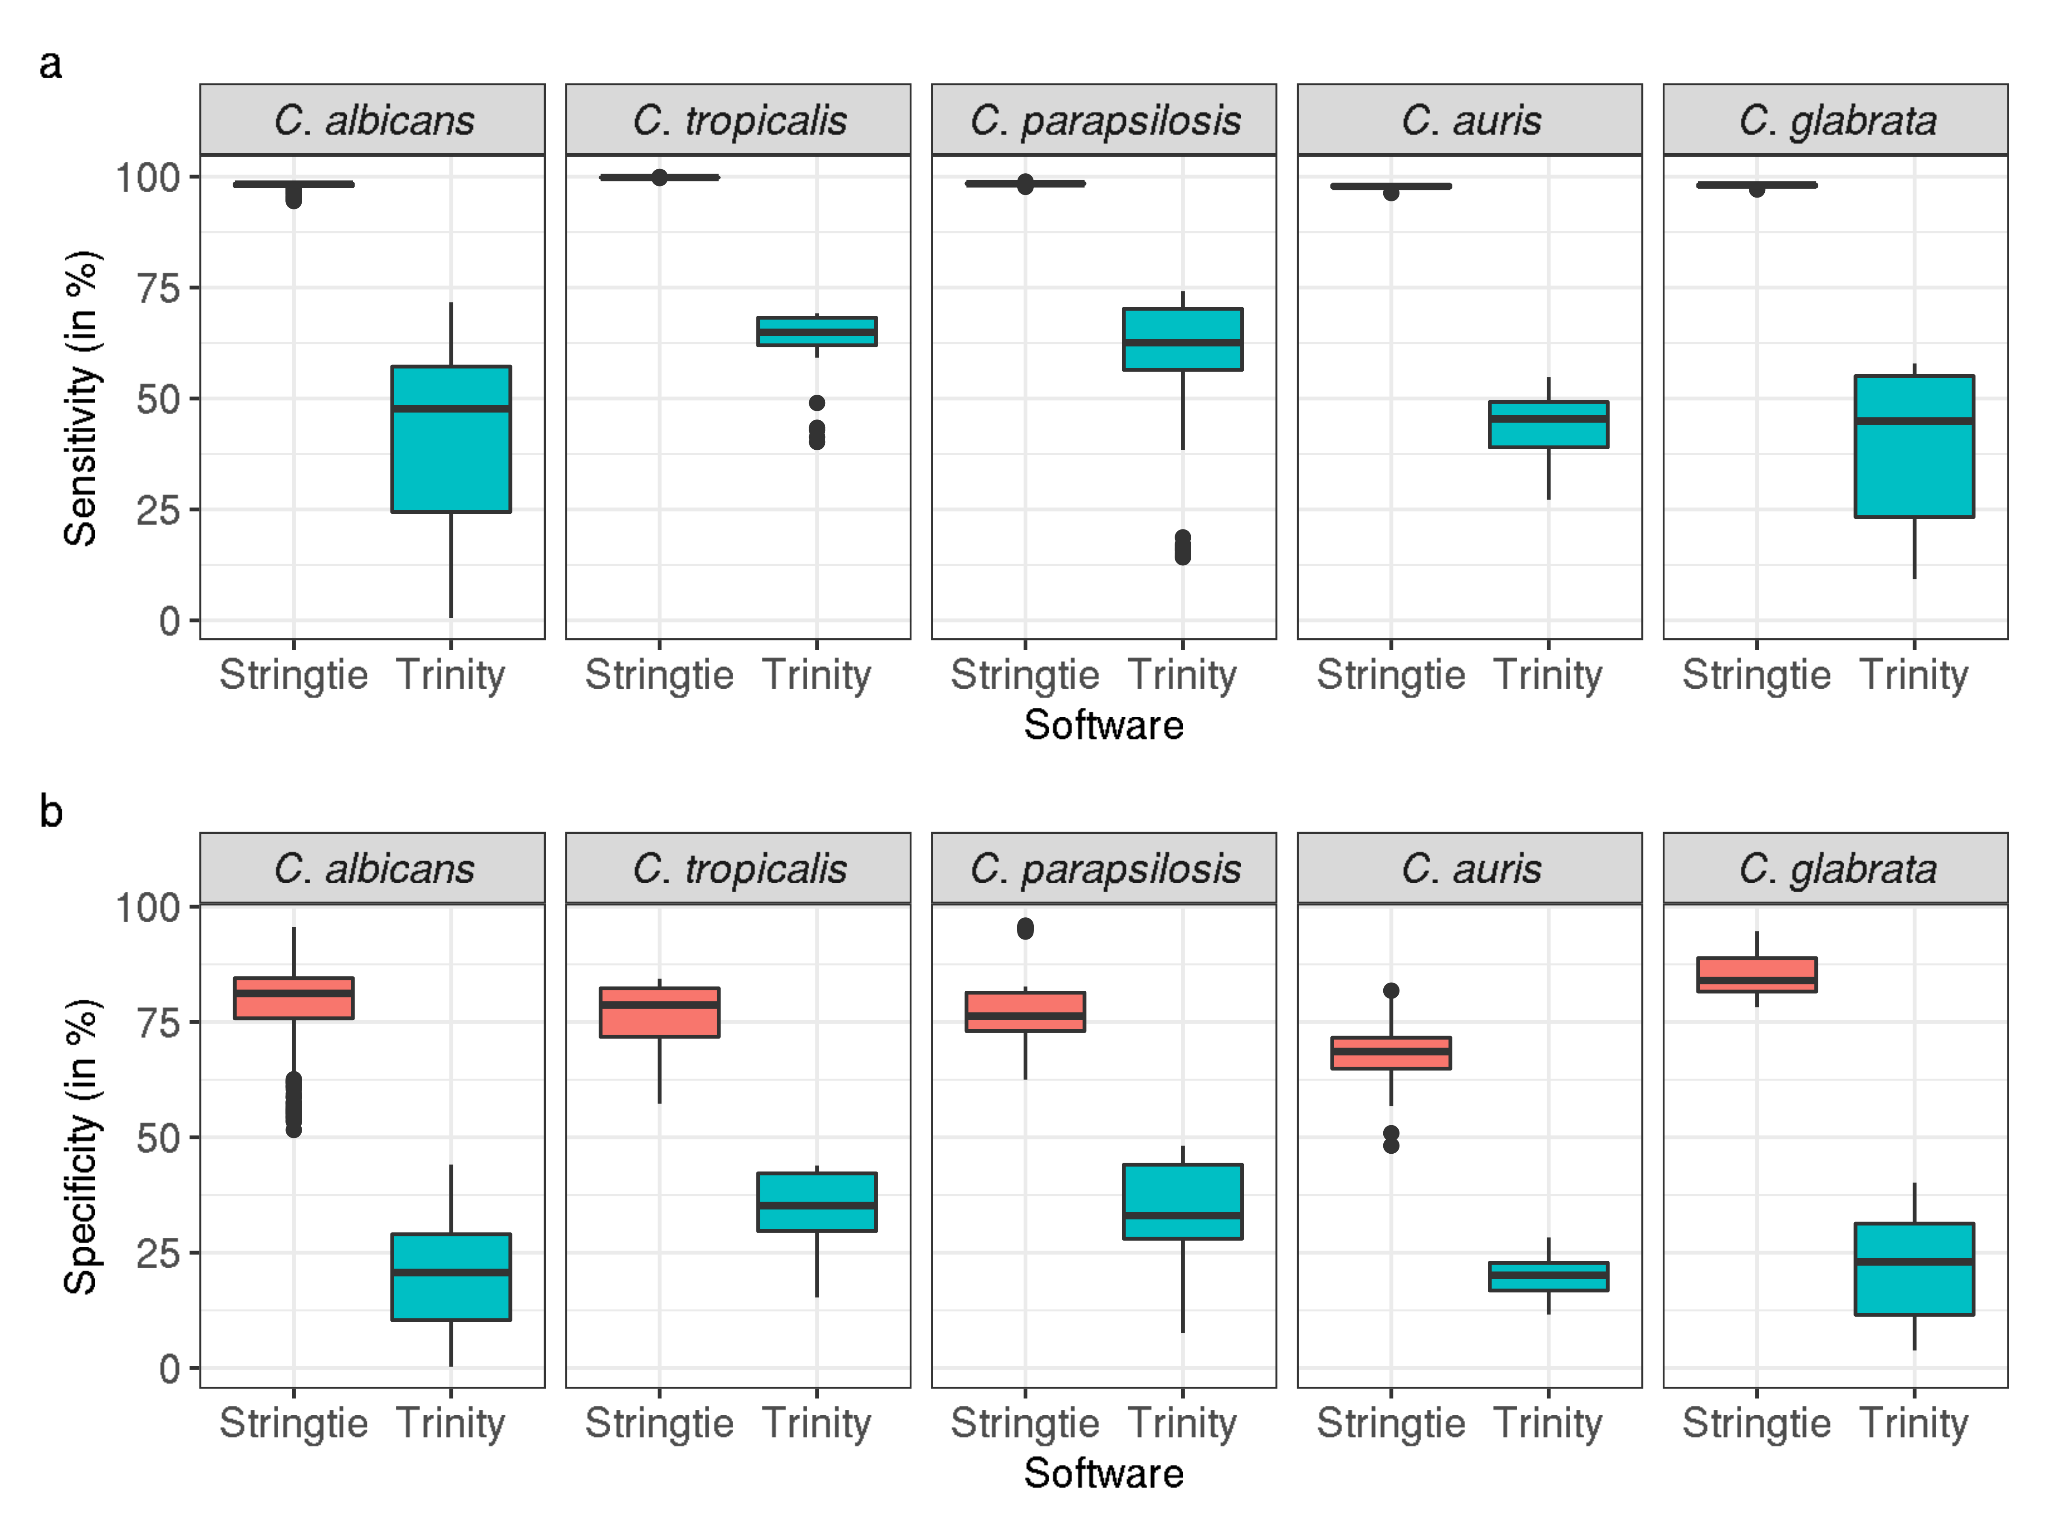 a
C. albicans C. tropicalis C. parapsilosis C. auris C. glabrata
100
75
50
25
0
Sensitivity (in %)
Stringtie Trinity Stringtie Trinity Stringtie Trinity Stringtie Trinity Stringtie Trinity
Software
b
C. albicans C. tropicalis C. parapsilosis C. auris C. glabrata
100
75
50
25
0
Specificity (in %)
Stringtie Trinity Stringtie Trinity Stringtie Trinity Stringtie Trinity Stringtie Trinity
Software